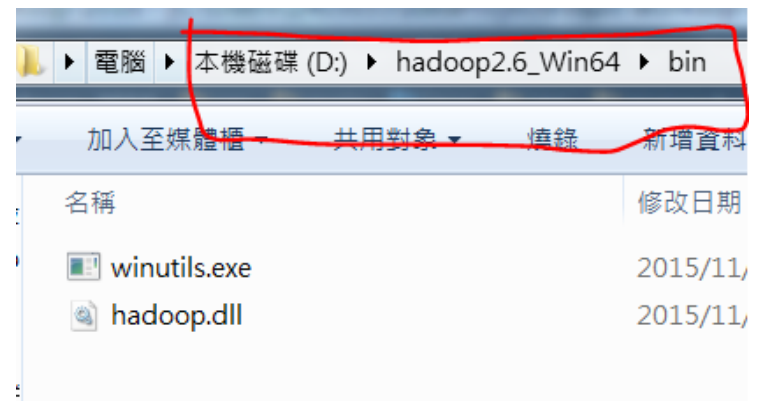 電腦 本機磁碟 (D:) hadoop2.6_Win64 bin
加入至媒體櫃 共用對象 燒錄 新增資料
名稱 修改日期
winutils.exe 2015/11/
hadoop.dll 2015/11/